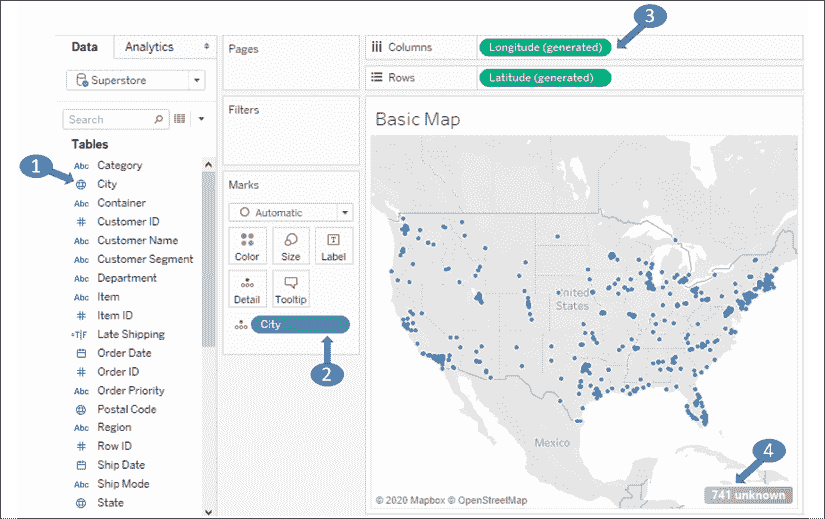 3
Data
Analytics
Pages
iii Columns
Longitude (generated)
Superstore
Rows
Latitude (generated)
Search
Filters
Basic Map
Tables
1
Abc Category
City
Abc Container
# Customer ID
Abc Customer Name
Abc Customer Segment
Abc Department
Abc Item
# Item ID
=T|F Late Shipping
Order Date
# Order ID
Abc Order Priority
Postal Code
Abc Region
# Row ID
Ship Date
Abc Ship Mode
State
Marks
Automatic
Color
Size
T
Label
Detail
Tooltip
City
2
United
States
Mexico
4
741 unknown
© 2020 Mapbox © OpenStreetMap